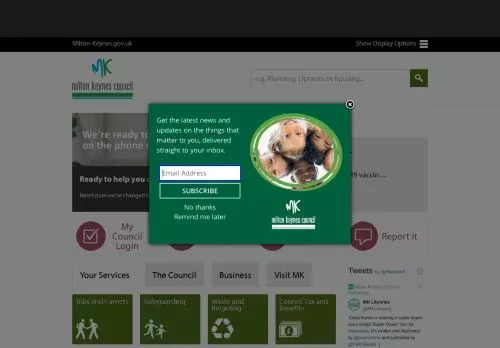 Milton-Keynes.gov.uk
Show Display Options
MK
milton keynes council
e.g. Planning, Libraries or housing...
We're ready to
on the phone o
Ready to help you o
Here's how we've changed t
19 vaccin...
Get the latest news and
updates on the things that
matter to you, delivered
straight to your inbox.
Email Address
SUBSCRIBE
No thanks
Remind me later
MK
milton keynes council
My
Council
Login
Report it
Your Services
The Council
Business
Visit MK
Tweets
Jobs and Careers
Safeguarding
Waste and
Recycling
Council Tax and
Benefits
MK Libraries